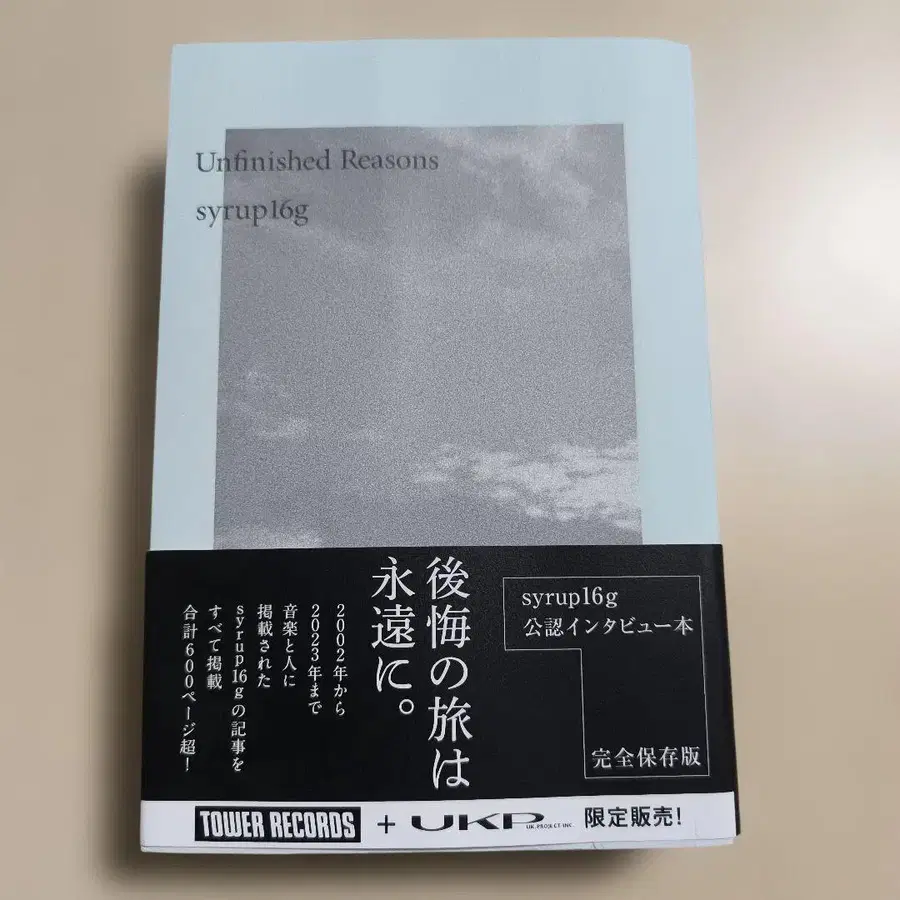 Unfinished Reasons
syrup16g
syrup16g
公認インタビュー本
完全保存版
後悔の旅は
永遠に。
2002年から
2023年まで
音楽と人に
掲載された
syrup16gの記事を
すべて掲載
合計600ページ超!
TOWER RECORDS + UKP UK.PROJECT INC. 限定販売!